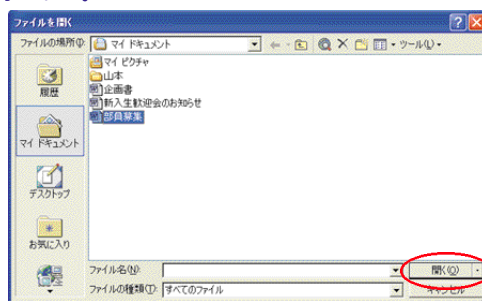 ファイルを開く
ファイルの場所(I): マイ ドキュメント ツール(L)
マイ ピクチャ
山本
企画書
新入生歓迎会のお知らせ
部員募集
履歴
マイ ドキュメント
デスクトップ
お気に入り
ファイル名(N): 開く(O)
ファイルの種類(T): すべてのファイル キャンセル